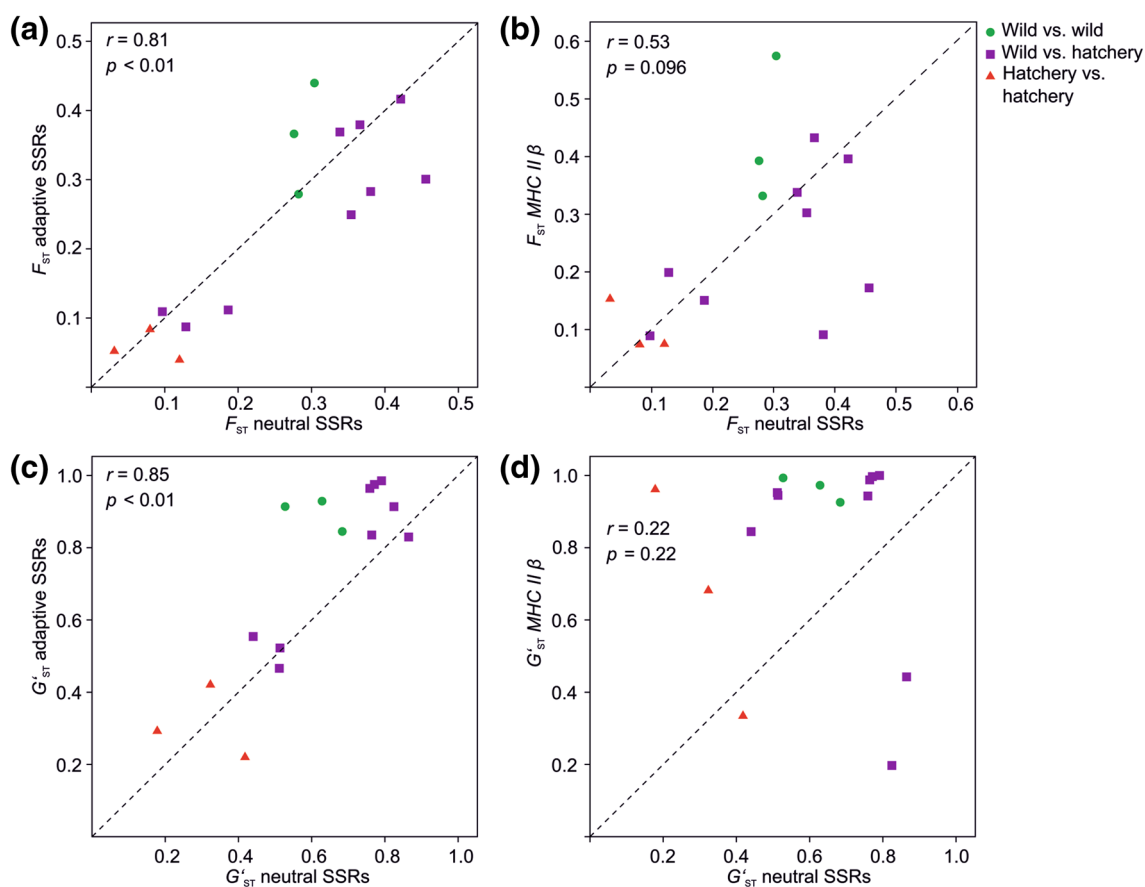 (a)
r = 0.81
p < 0.01
0.5
0.4
0.3
0.2
0.1
FST adaptive SSRs
0.1 0.2 0.3 0.4 0.5
FST neutral SSRs
(b)
r = 0.53
p = 0.096
0.6
0.5
0.4
0.3
0.2
0.1
FST MHC II β
0.1 0.2 0.3 0.4 0.5 0.6
FST neutral SSRs
Wild vs. wild
Wild vs. hatchery
Hatchery vs.
hatchery
(c)
r = 0.85
p < 0.01
1.0
0.8
0.6
0.4
0.2
G‘ST adaptive SSRs
0.2 0.4 0.6 0.8 1.0
G‘ST neutral SSRs
(d)
r = 0.22
p = 0.22
1.0
0.8
0.6
0.4
0.2
G‘ST MHC II β
0.2 0.4 0.6 0.8 1.0
G‘ST neutral SSRs